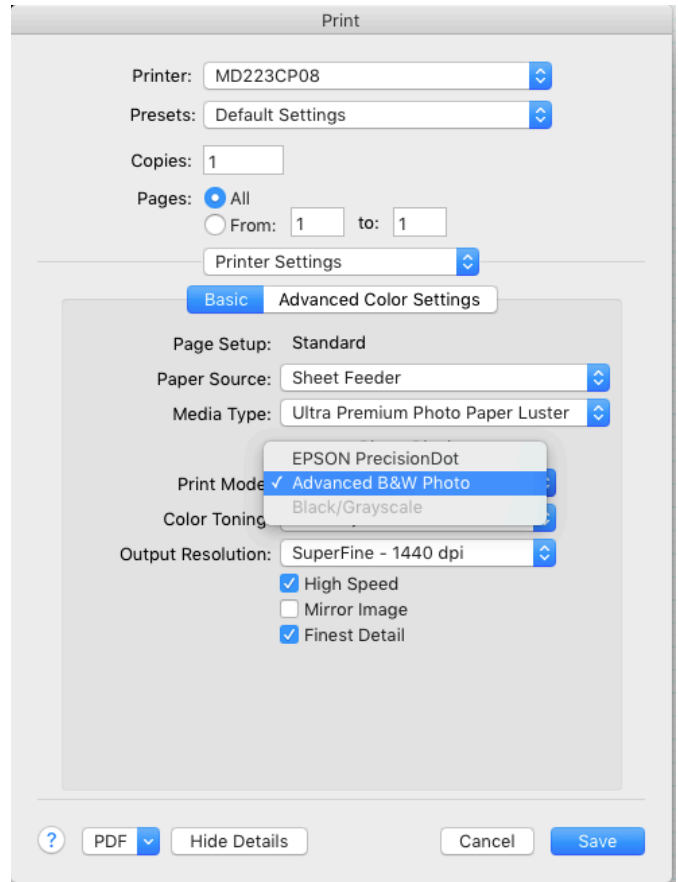 Print
Printer: MD223CP08
Presets: Default Settings
Copies: 1
Pages: All
From: 1 to: 1
Printer Settings
Basic Advanced Color Settings
Page Setup: Standard
Paper Source: Sheet Feeder
Media Type: Ultra Premium Photo Paper Luster
EPSON PrecisionDot
Print Mode ✓ Advanced B&W Photo
Black/Grayscale
Color Toning
Output Resolution: SuperFine - 1440 dpi
High Speed
Mirror Image
Finest Detail
? PDF Hide Details Cancel Save